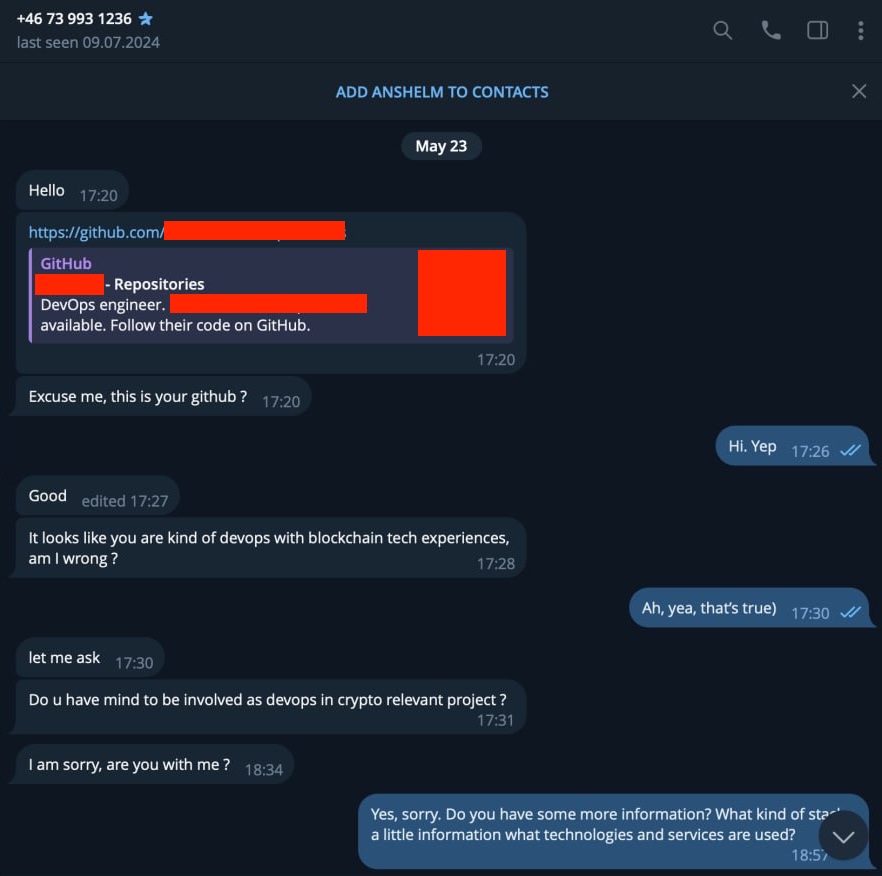 +46 73 993 1236
last seen 09.07.2024
ADD ANSHELM TO CONTACTS
May 23
Hello 17:20
https://github.com/
GitHub
- Repositories
DevOps engineer.
available. Follow their code on GitHub.
17:20
Excuse me, this is your github ? 17:20
Hi. Yep 17:26
Good edited 17:27
It looks like you are kind of devops with blockchain tech experiences,
am I wrong ?
17:28
Ah, yea, that's true) 17:30
let me ask 17:30
Do u have mind to be involved as devops in crypto relevant project ?
17:31
I am sorry, are you with me ? 18:34
Yes, sorry. Do you have some more information? What kind of
a little information what technologies and services are used?
18:57